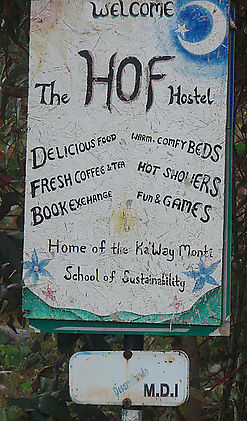 WELCOME
The HOF Hostel
DELICIOUS FOOD WARM, COMFY BEDS
FRESH COFFEE & TEA HOT SHOWERS
BOOK EXCHANGE FUN & GAMES
Home of the Ka'Way Monti
School of Sustainability
M.D.I